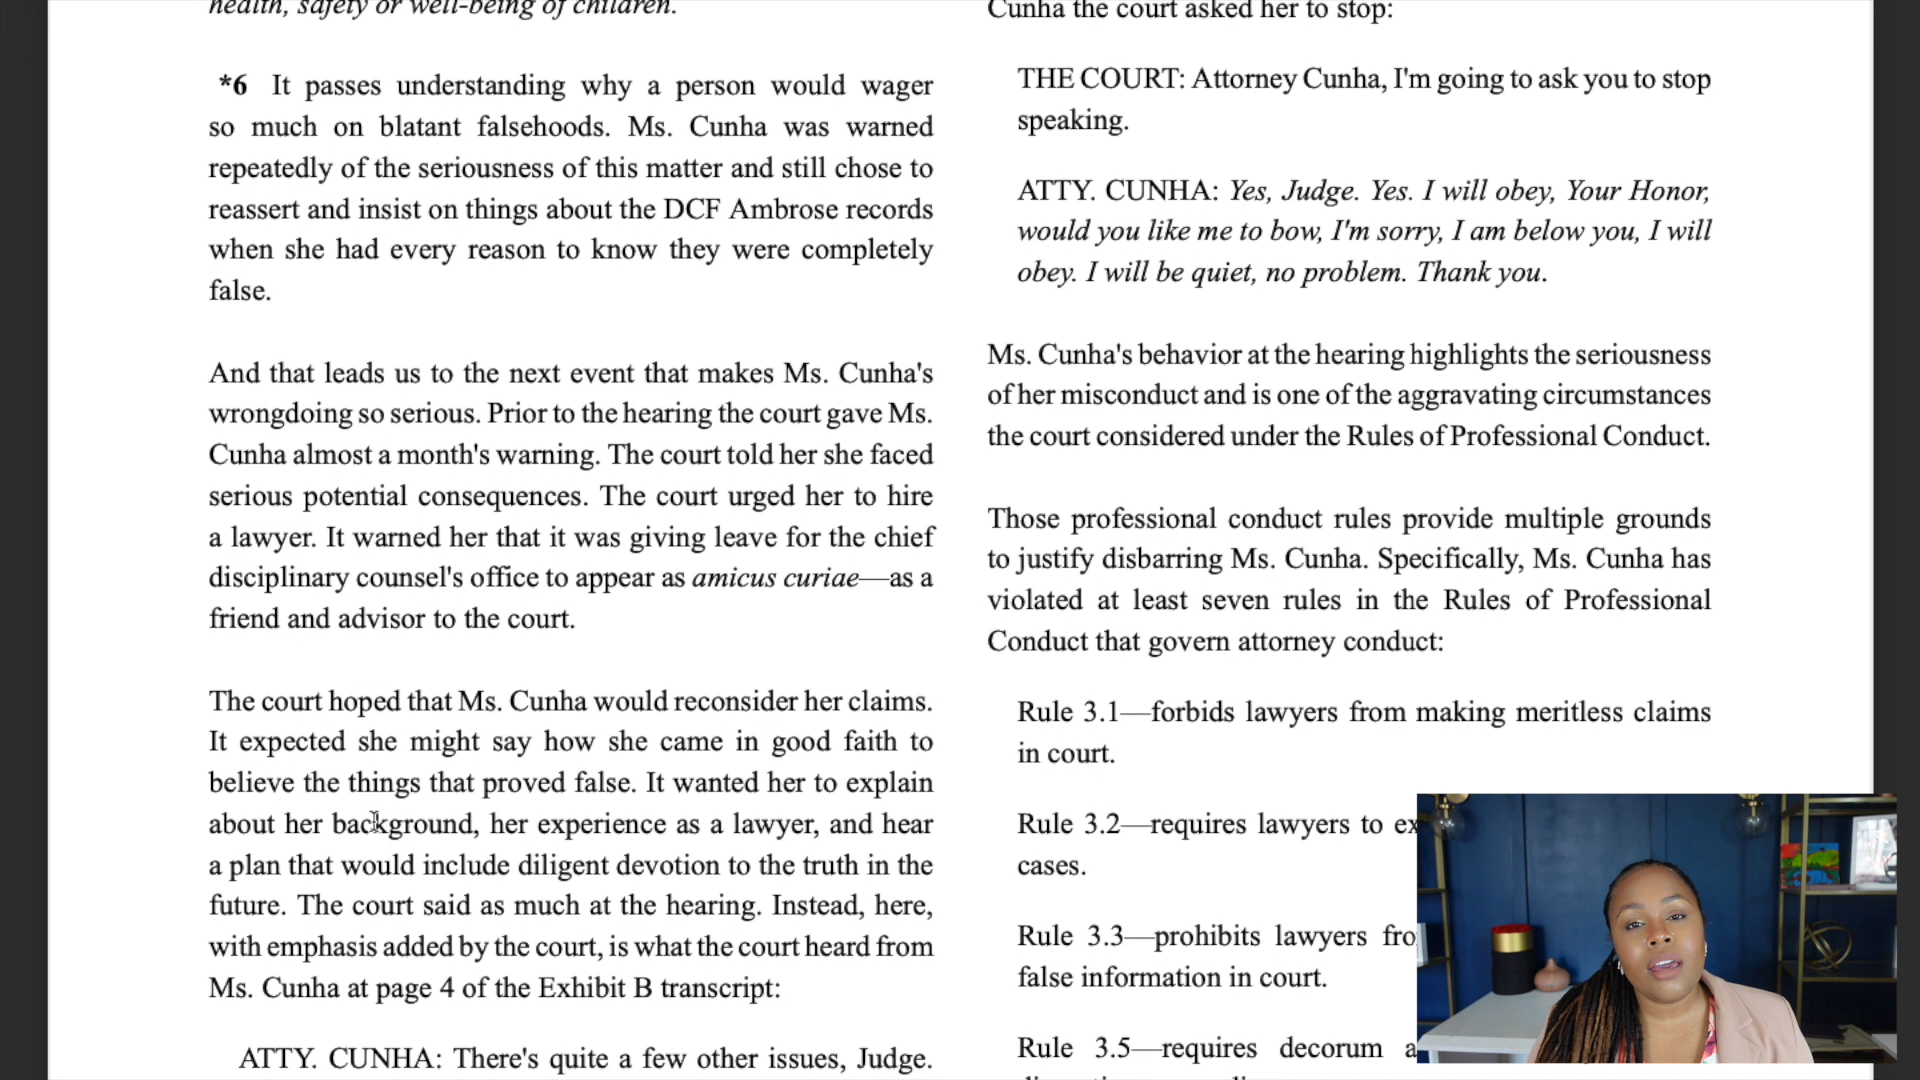 health, safety or well-being of children.
*6 It passes understanding why a person would wager
so much on blatant falsehoods. Ms. Cunha was warned
repeatedly of the seriousness of this matter and still chose to
reassert and insist on things about the DCF Ambrose records
when she had every reason to know they were completely
false.
And that leads us to the next event that makes Ms. Cunha's
wrongdoing so serious. Prior to the hearing the court gave Ms.
Cunha almost a month's warning. The court told her she faced
serious potential consequences. The court urged her to hire
a lawyer. It warned her that it was giving leave for the chief
disciplinary counsel's office to appear as amicus curiae—as a
friend and advisor to the court.
The court hoped that Ms. Cunha would reconsider her claims.
It expected she might say how she came in good faith to
believe the things that proved false. It wanted her to explain
about her background, her experience as a lawyer, and hear
a plan that would include diligent devotion to the truth in the
future. The court said as much at the hearing. Instead, here,
with emphasis added by the court, is what the court heard from
Ms. Cunha at page 4 of the Exhibit B transcript:
ATTY. CUNHA: There's quite a few other issues, Judge.
Cunha the court asked her to stop:
THE COURT: Attorney Cunha, I'm going to ask you to stop
speaking.
ATTY. CUNHA: Yes, Judge. Yes. I will obey, Your Honor,
would you like me to bow, I'm sorry, I am below you, I will
obey. I will be quiet, no problem. Thank you.
Ms. Cunha's behavior at the hearing highlights the seriousness
of her misconduct and is one of the aggravating circumstances
the court considered under the Rules of Professional Conduct.
Those professional conduct rules provide multiple grounds
to justify disbarring Ms. Cunha. Specifically, Ms. Cunha has
violated at least seven rules in the Rules of Professional
Conduct that govern attorney conduct:
Rule 3.1—forbids lawyers from making meritless claims
in court.
Rule 3.2—requires lawyers to
cases.
Rule 3.3—prohibits lawyers
false information in court.
Rule 3.5—requires decorum